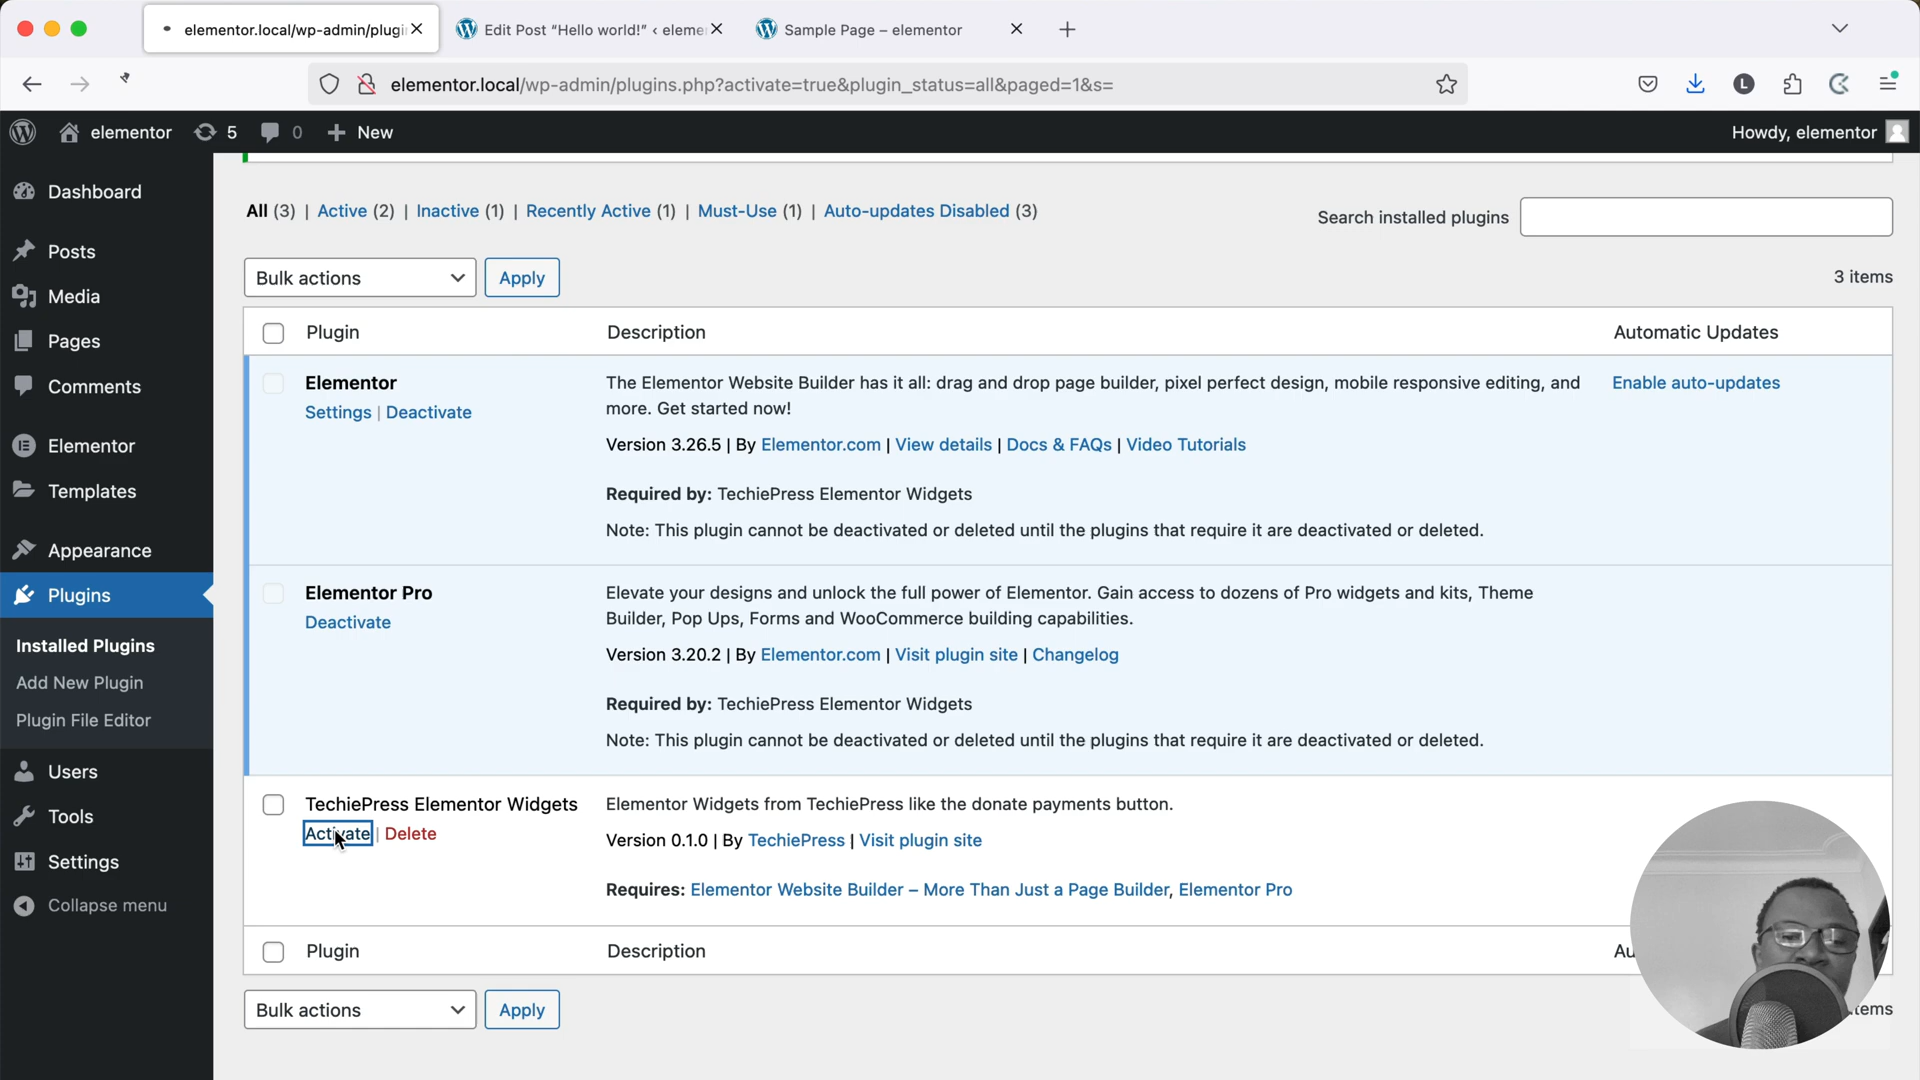 elementor.local/wp-admin/plugi
Edit Post “Hello world!” ‹ eleme
Sample Page – elementor
elementor.local/wp-admin/plugins.php?activate=true&plugin_status=all&paged=1&s=
L
elementor
5
0
New
Howdy, elementor
Dashboard
Posts
Media
Pages
Comments
Elementor
Templates
Appearance
Plugins
Installed Plugins
Add New Plugin
Plugin File Editor
Users
Tools
Settings
Collapse menu
All (3) | Active (2) | Inactive (1) | Recently Active (1) | Must-Use (1) | Auto-updates Disabled (3)
Search installed plugins
Bulk actions
Apply
3 items
Plugin
Description
Automatic Updates
Elementor
Settings | Deactivate
The Elementor Website Builder has it all: drag and drop page builder, pixel perfect design, mobile responsive editing, and
more. Get started now!
Version 3.26.5 | By Elementor.com | View details | Docs & FAQs | Video Tutorials
Required by: TechiePress Elementor Widgets
Note: This plugin cannot be deactivated or deleted until the plugins that require it are deactivated or deleted.
Enable auto-updates
Elementor Pro
Deactivate
Elevate your designs and unlock the full power of Elementor. Gain access to dozens of Pro widgets and kits, Theme
Builder, Pop Ups, Forms and WooCommerce building capabilities.
Version 3.20.2 | By Elementor.com | Visit plugin site | Changelog
Required by: TechiePress Elementor Widgets
Note: This plugin cannot be deactivated or deleted until the plugins that require it are deactivated or deleted.
TechiePress Elementor Widgets
Activate | Delete
Elementor Widgets from TechiePress like the donate payments button.
Version 0.1.0 | By TechiePress | Visit plugin site
Requires: Elementor Website Builder – More Than Just a Page Builder, Elementor Pro
Plugin
Description
Au
Bulk actions
Apply
tems